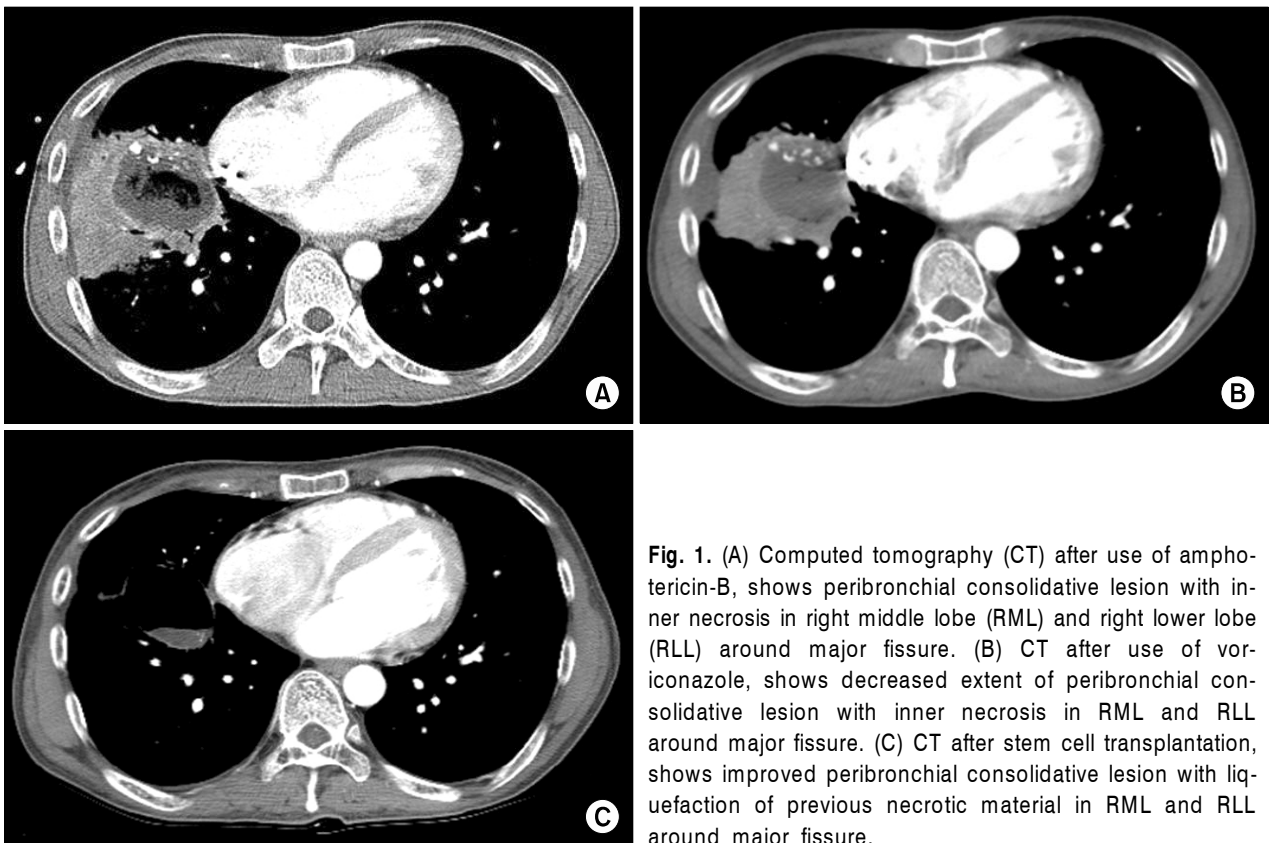 A
B
C
Fig. 1. (A) Computed tomography (CT) after use of ampho-
tericin-B, shows peribronchial consolidative lesion with in-
ner necrosis in right middle lobe (RML) and right lower lobe
(RLL) around major fissure. (B) CT after use of vor-
iconazole, shows decreased extent of peribronchial con-
solidative lesion with inner necrosis in RML and RLL
around major fissure. (C) CT after stem cell transplantation,
shows improved peribronchial consolidative lesion with liq-
uefaction of previous necrotic material in RML and RLL
around major fissure.